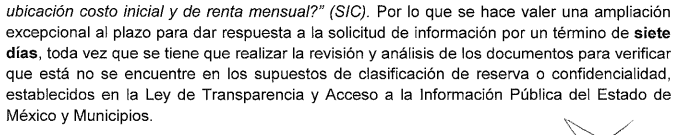 ubicación costo inicial y de renta mensual?” (SIC). Por lo que se hace valer una ampliación
excepcional al plazo para dar respuesta a la solicitud de información por un término de siete
días, toda vez que se tiene que realizar la revisión y análisis de los documentos para verificar
que está no se encuentre en los supuestos de clasificación de reserva o confidencialidad,
establecidos en la Ley de Transparencia y Acceso a la Información Pública del Estado de
México y Municipios.